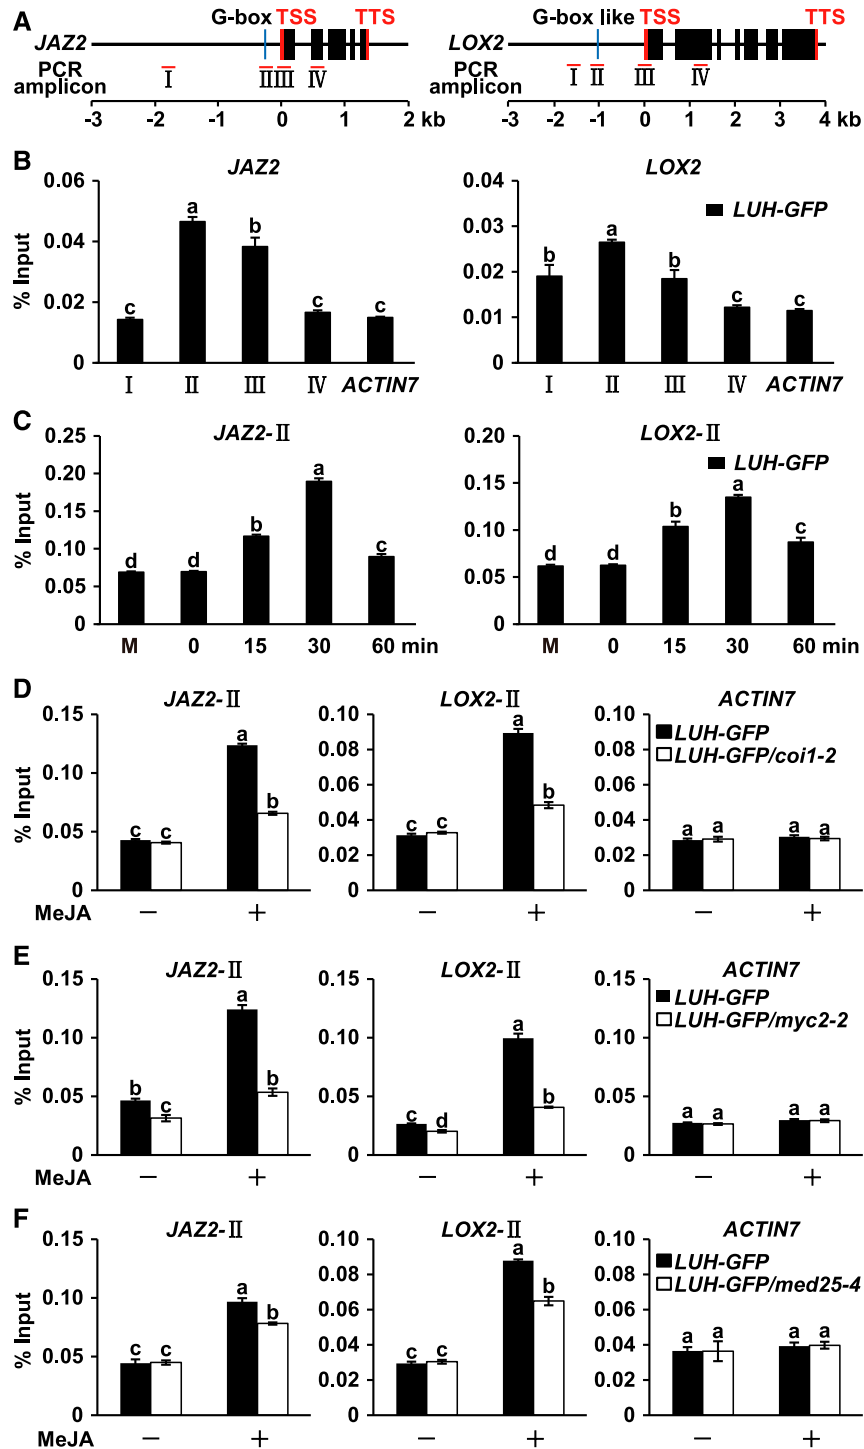 A
G-box TSS TTS
JAZ2
PCR amplicon
I II III IV
-3 -2 -1 0 1 2 kb
G-box like TSS TTS
LOX2
PCR amplicon
I II III IV
-3 -2 -1 0 1 2 3 4 kb
B
JAZ2
% Input
0.06
0.04
0.02
0
c a b c c
I II III IV ACTIN7
LOX2
LUH-GFP
0.04
0.03
0.02
0.01
0
b a b c c
I II III IV ACTIN7
C
JAZ2-II
% Input
0.25
0.20
0.15
0.10
0.05
0
d d b a c
M 0 15 30 60 min
LOX2-II
LUH-GFP
0.20
0.15
0.10
0.05
0
d d b a c
M 0 15 30 60 min
D
JAZ2-II
% Input
0.15
0.10
0.05
0
c c a b
MeJA − +
LOX2-II
0.10
0.08
0.06
0.04
0.02
0
c c a b
− +
ACTIN7
LUH-GFP
LUH-GFP/coi1-2
0.10
0.08
0.06
0.04
0.02
0
a a a a
− +
E
JAZ2-II
% Input
0.15
0.10
0.05
0
b c a b
MeJA − +
LOX2-II
0.15
0.10
0.05
0
c d a b
− +
ACTIN7
LUH-GFP
LUH-GFP/myc2-2
0.15
0.10
0.05
0
a a a a
− +
F
JAZ2-II
% Input
0.15
0.10
0.05
0
c c a b
MeJA − +
LOX2-II
0.10
0.08
0.06
0.04
0.02
0.00
c c a b
− +
ACTIN7
LUH-GFP
LUH-GFP/med25-4
0.10
0.08
0.06
0.04
0.02
0.00
a a a a
− +